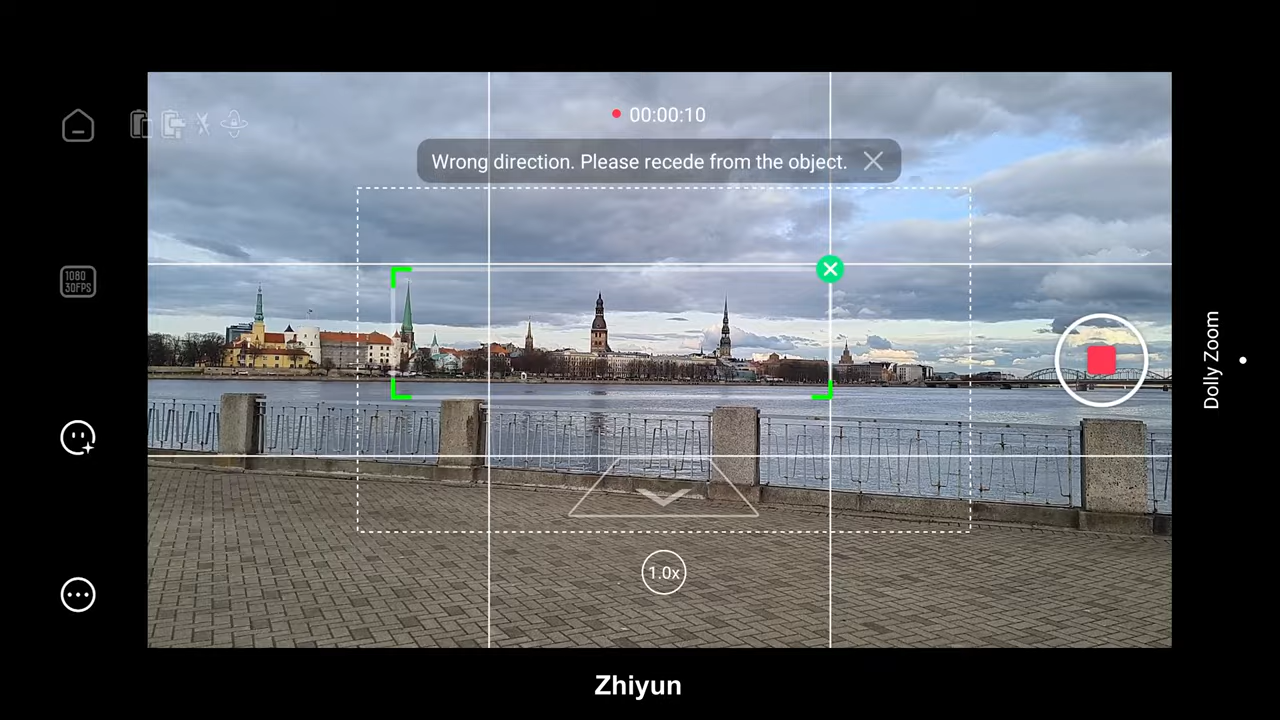 00:00:10
Wrong direction. Please recede from the object.
1080
30FPS
Dolly Zoom
1.0x
Zhiyun